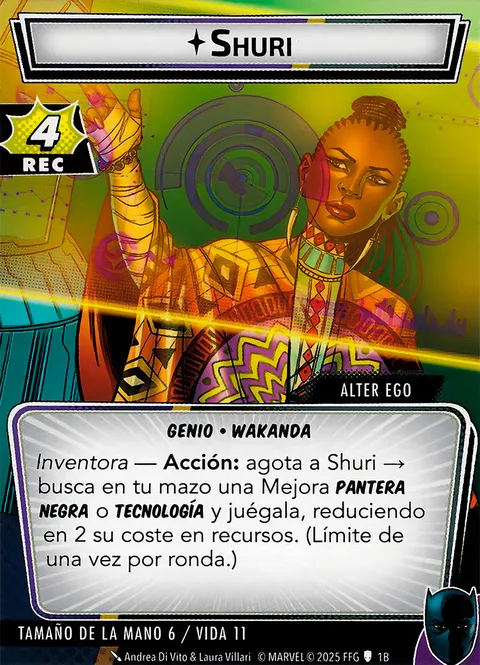 SHURI
4
REC
ALTER EGO
GENIO • WAKANDA
Inventora — Acción: agota a Shuri →
busca en tu mazo una Mejora PANTERA
NEGRA o TECNOLOGÍA y juégala, reduciendo
en 2 su coste en recursos. (Límite de
una vez por ronda.)
TAMAÑO DE LA MANO 6 / VIDA 11
Andrea Di Vito & Laura Villari © MARVEL © 2025 FFG 1B